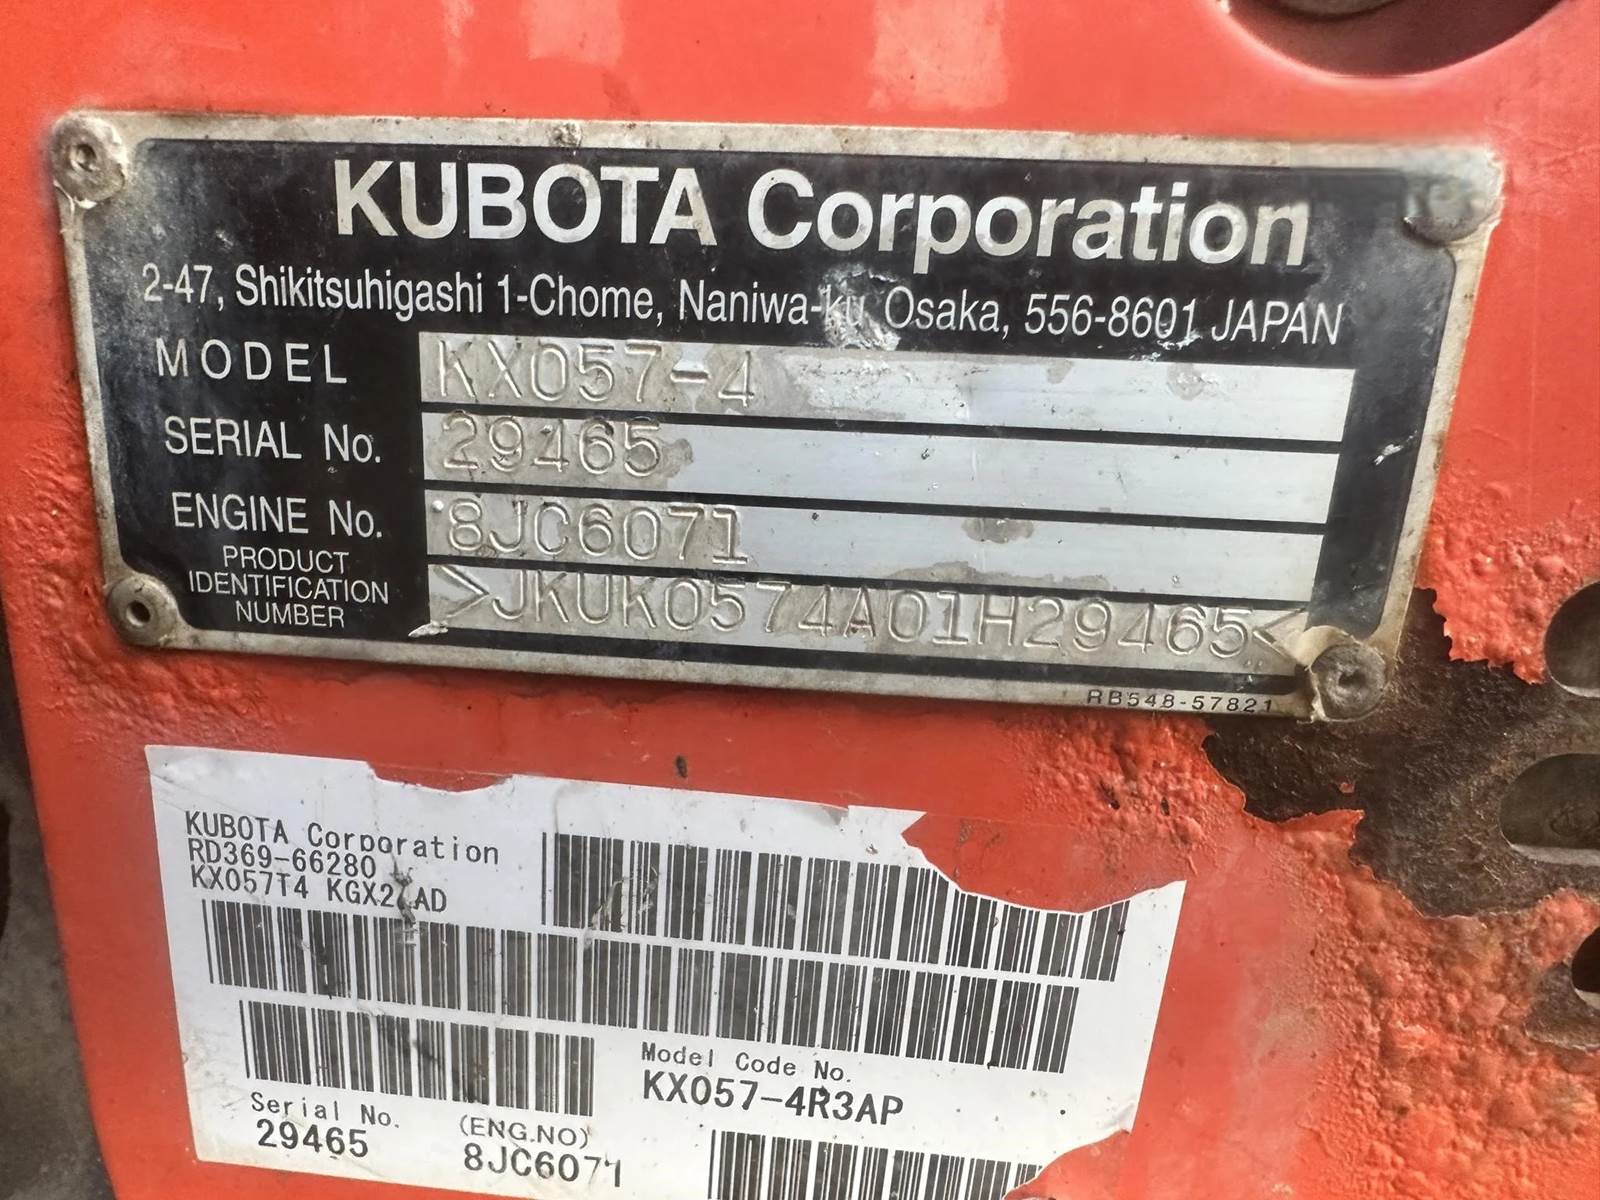 KUBOTA Corporation
2-47, Shikitsuhigashi 1-Chome, Naniwa-ku, Osaka, 556-8601 JAPAN
MODEL KX057-4
SERIAL No. 29465
ENGINE No. 8JC6071
PRODUCT IDENTIFICATION NUMBER >JKUK0574A01H29465<
RB548-57821
KUBOTA Corporation
RD369-66280
KX057T4 KGX2 AD
Model Code No.
KX057-4R3AP
Serial No. (ENG.NO)
29465 8JC6071